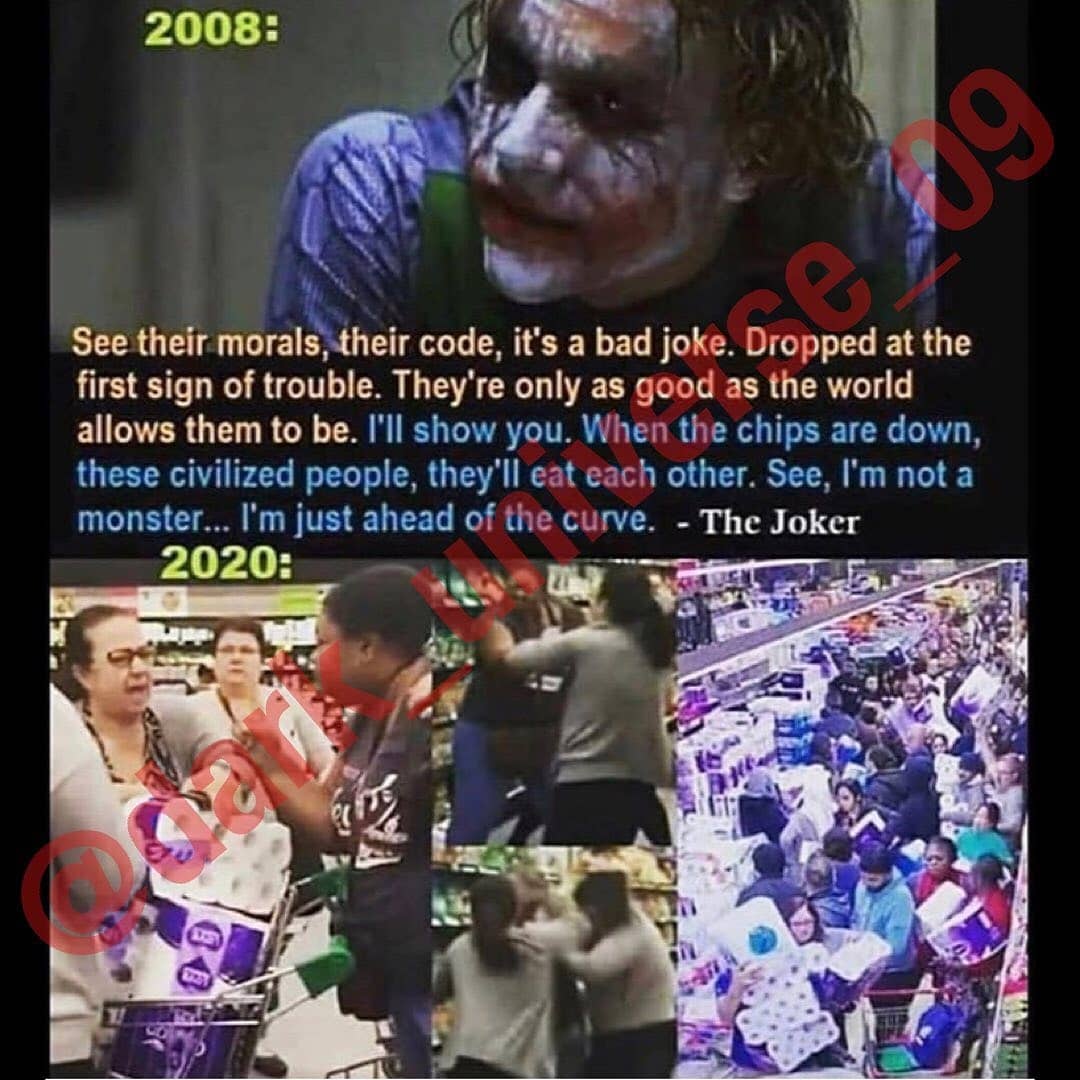 2008:
See their morals, their code, it's a bad joke. Dropped at the
first sign of trouble. They're only as good as the world
allows them to be. I'll show you. When the chips are down,
these civilized people, they'll eat each other. See, I'm not a
monster... I'm just ahead of the curve. - The Joker
2020:
@dark_universe_09